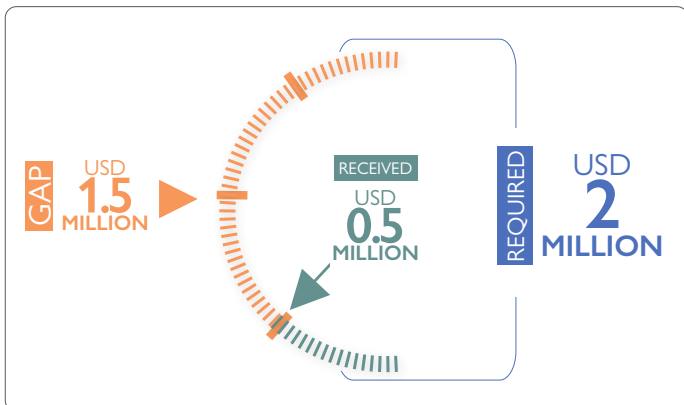 GAP
USD
1.5
MILLION
RECEIVED
USD
0.5
MILLION
REQUIRED
USD
2
MILLION